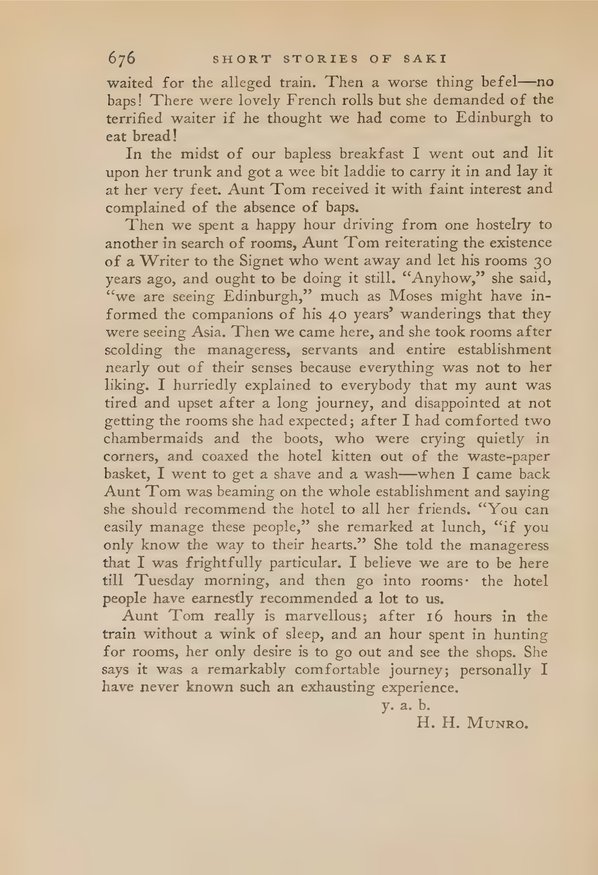 676 SHORT STORIES OF SAKI
waited for the alleged train. Then a worse thing befel—no
baps! There were lovely French rolls but she demanded of the
terrified waiter if he thought we had come to Edinburgh to
eat bread!
In the midst of our bapless breakfast I went out and lit
upon her trunk and got a wee bit laddie to carry it in and lay it
at her very feet. Aunt Tom received it with faint interest and
complained of the absence of baps.
Then we spent a happy hour driving from one hostelry to
another in search of rooms, Aunt Tom reiterating the existence
of a Writer to the Signet who went away and let his rooms 30
years ago, and ought to be doing it still. “Anyhow,” she said,
“we are seeing Edinburgh,” much as Moses might have in-
formed the companions of his 40 years’ wanderings that they
were seeing Asia. Then we came here, and she took rooms after
scolding the manageress, servants and entire establishment
nearly out of their senses because everything was not to her
liking. I hurriedly explained to everybody that my aunt was
tired and upset after a long journey, and disappointed at not
getting the rooms she had expected; after I had comforted two
chambermaids and the boots, who were crying quietly in
corners, and coaxed the hotel kitten out of the waste-paper
basket, I went to get a shave and a wash—when I came back
Aunt Tom was beaming on the whole establishment and saying
she should recommend the hotel to all her friends. “You can
easily manage these people,” she remarked at lunch, “if you
only know the way to their hearts.” She told the manageress
that I was frightfully particular. I believe we are to be here
till Tuesday morning, and then go into rooms· the hotel
people have earnestly recommended a lot to us.
Aunt Tom really is marvellous; after 16 hours in the
train without a wink of sleep, and an hour spent in hunting
for rooms, her only desire is to go out and see the shops. She
says it was a remarkably comfortable journey; personally I
have never known such an exhausting experience.
y. a. b.
H. H. MUNRO.